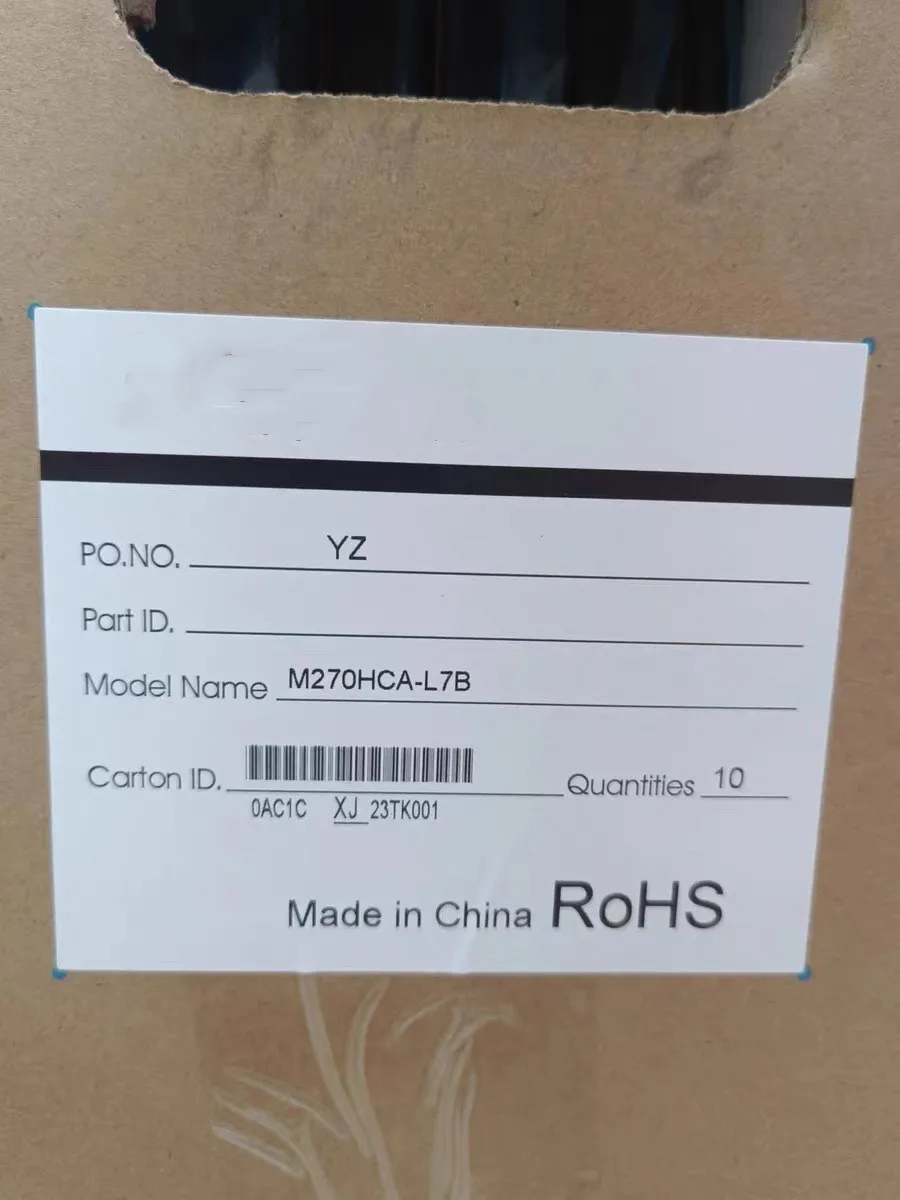 PO.NO. YZ
Part ID.
Model Name M270HCA-L7B
Carton ID. Quantities 10
0AC1C XJ 23TK001
Made in China RoHS